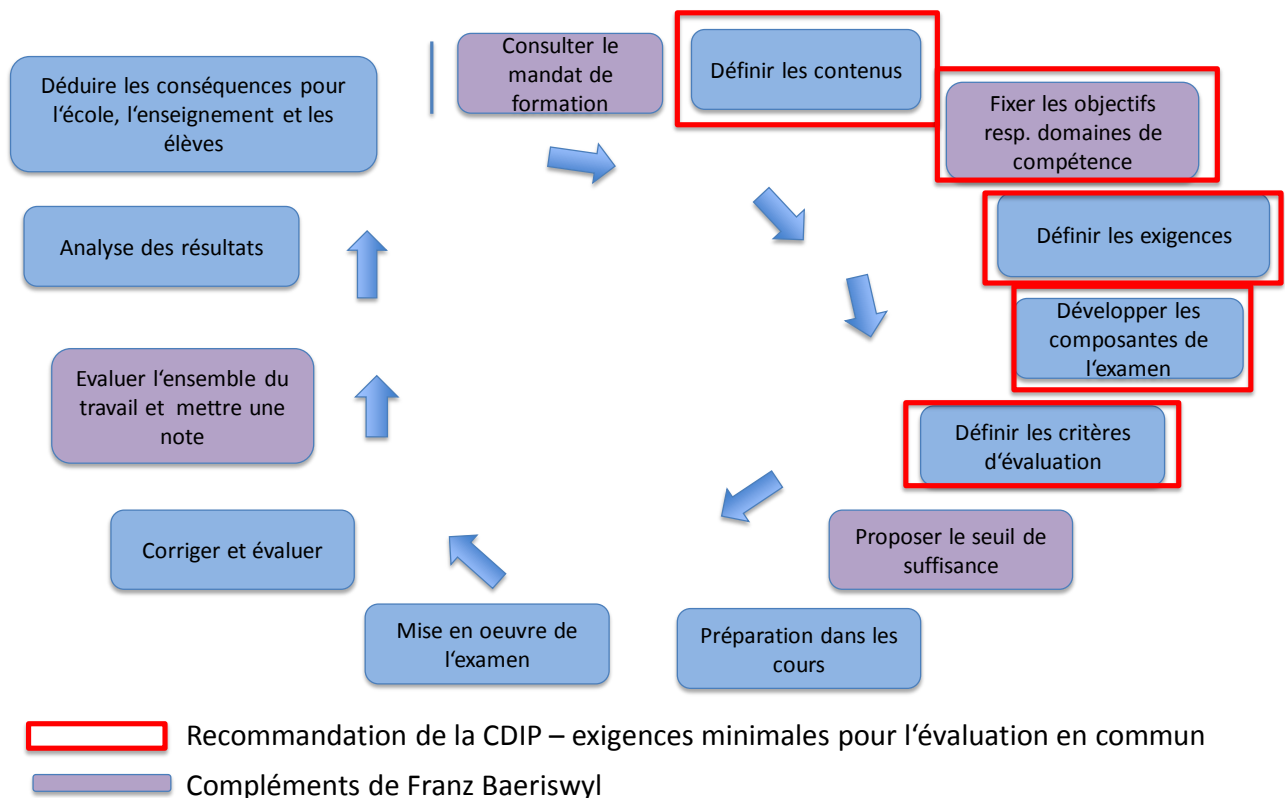 Consulter le
mandat de
formation
Définir les contenus
Fixer les objectifs
resp. domaines de
compétence
Définir les exigences
Développer les
composantes de
l‘examen
Définir les critères
d‘évaluation
Proposer le seuil de
suffisance
Préparation dans les
cours
Mise en oeuvre de
l‘examen
Corriger et évaluer
Evaluer l‘ensemble du
travail et mettre une
note
Analyse des résultats
Déduire les conséquences pour
l‘école, l‘enseignement et les
élèves
Recommandation de la CDIP – exigences minimales pour l‘évaluation en commun
Compléments de Franz Baeriswyl